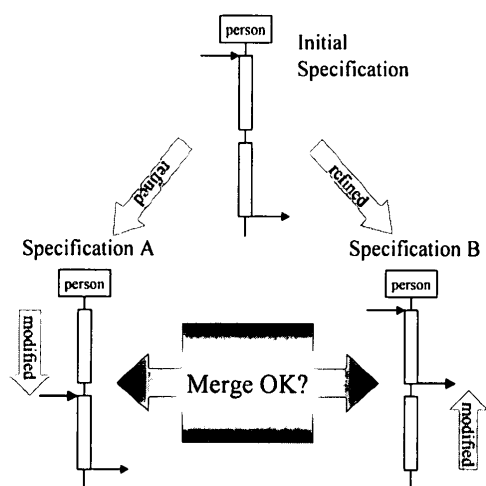 person
Initial
Specification
refined
refined
Specification A
Specification B
person
person
modified
Merge OK?
modified